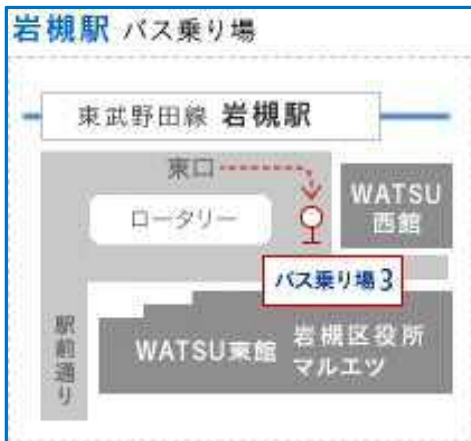 岩槻駅 バス乗り場
東武野田線 岩槻駅
東口
ロータリー
WATSU
西館
バス乗り場3
駅前通り
WATSU東館
岩槻区役所
マルエツ